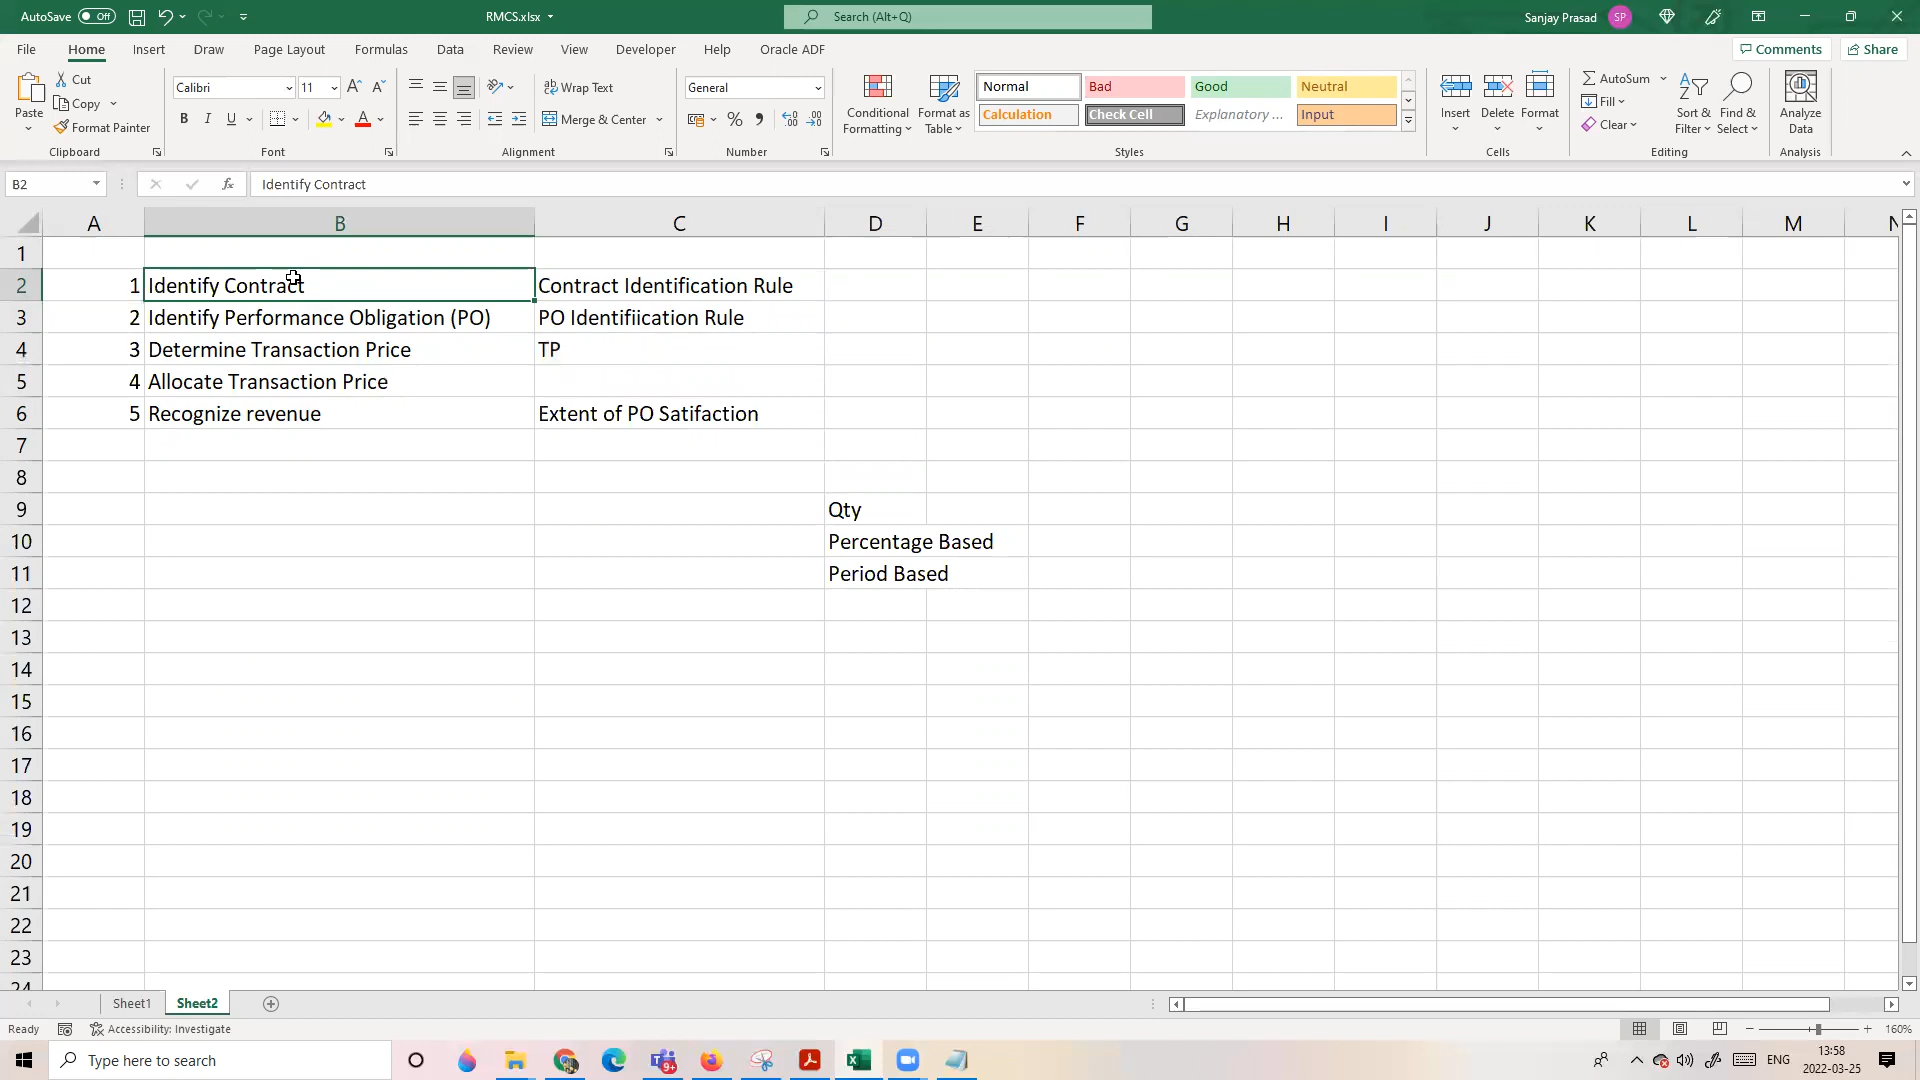 AutoSave Off RMCS.xlsx Search (Alt+Q) Sanjay Prasad SP
File Home Insert Draw Page Layout Formulas Data Review View Developer Help Oracle ADF Comments Share
Paste Cut Copy Format Painter Clipboard
Calibri 11 B I U Font
Wrap Text Merge & Center Alignment
General % Number
Conditional Formatting Format as Table Normal Bad Good Neutral Calculation Check Cell Explanatory ... Input Styles
Insert Delete Format Cells
AutoSum Fill Clear Sort & Filter Find & Select Editing
Analyze Data Analysis
B2 fx Identify Contract
A B C D E F G H I J K L M N
1
2 1 Identify Contract Contract Identification Rule
3 2 Identify Performance Obligation (PO) PO Identifiication Rule
4 3 Determine Transaction Price TP
5 4 Allocate Transaction Price
6 5 Recognize revenue Extent of PO Satifaction
7
8
9 Qty
10 Percentage Based
11 Period Based
12
13
14
15
16
17
18
19
20
21
22
23
24
Sheet1 Sheet2
Ready Accessibility: Investigate 160%
Type here to search 9+ ENG 13:58
2022-03-25